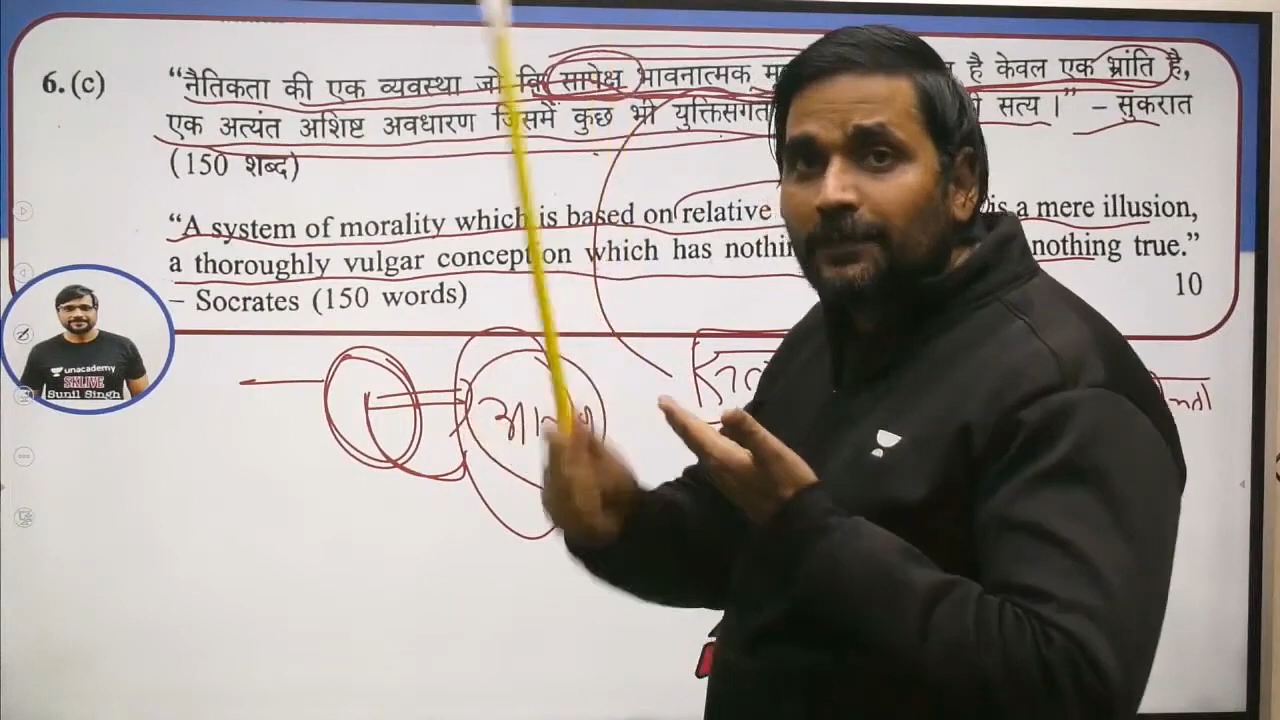 6.(c) “नैतिकता की एक व्यवस्था जो कि सापेक्ष भावनात्मक है केवल एक भ्रांति है,
एक अत्यंत अशिष्ट अवधारण जिसमें कुछ भी युक्तिसंगत सत्य।” – सुकरात
(150 शब्द)
“A system of morality which is based on relative is a mere illusion,
a thoroughly vulgar conception which has nothing true.”
– Socrates (150 words) 10
unacademy
SKLIVE
Sunil Singh